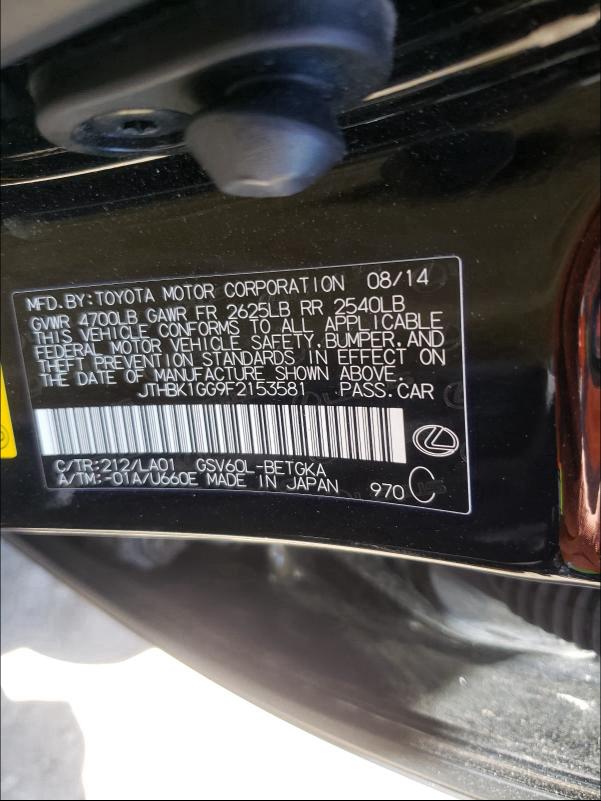 MFD.BY:TOYOTA MOTOR CORPORATION 08/14
GVWR 4700LB GAWR FR 2625LB RR 2540LB
THIS VEHICLE CONFORMS TO ALL APPLICABLE
FEDERAL MOTOR VEHICLE SAFETY,BUMPER,AND
THEFT PREVENTION STANDARDS IN EFFECT ON
THE DATE OF MANUFACTURE SHOWN ABOVE.
JTHBK1GG9F2153581 PASS.CAR
C/TR:212/LA01 GSV60L-BETGKA
A/TM:-01A/U660E MADE IN JAPAN 970 C